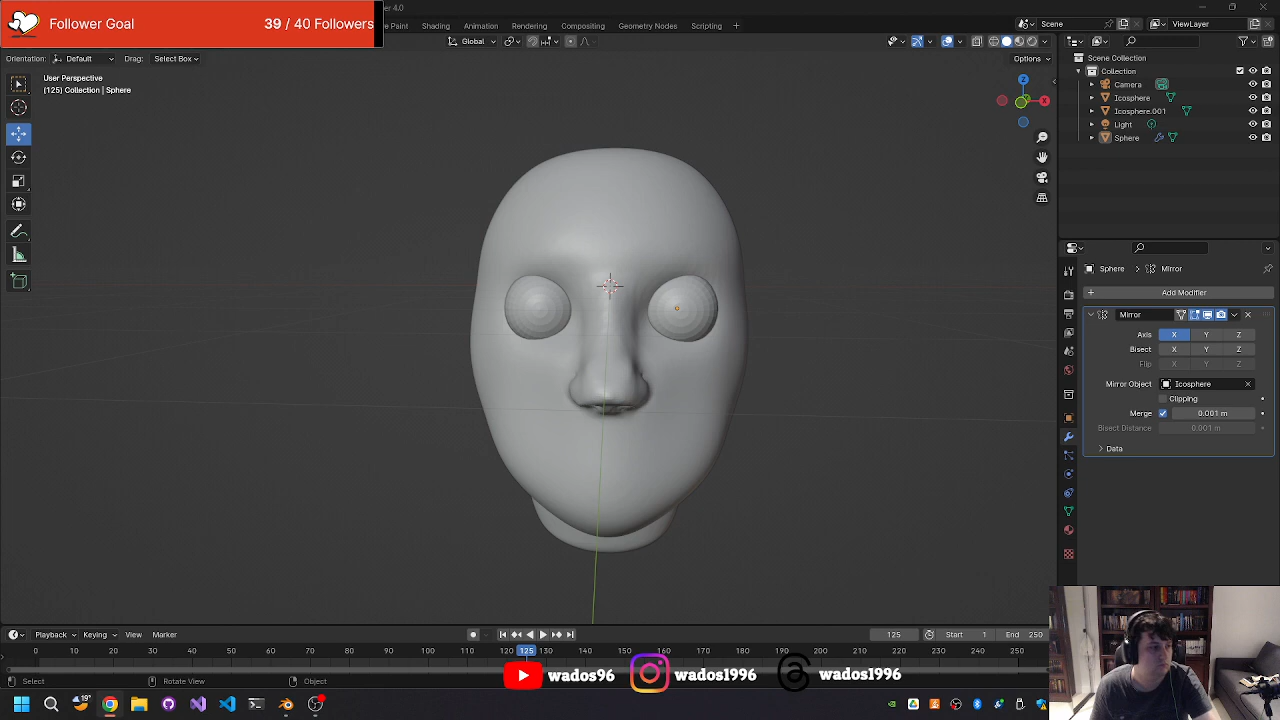 Follower Goal
39 / 40 Followers
4.0
e Paint
Shading
Animation
Rendering
Compositing
Geometry Nodes
Scripting
+
Scene
ViewLayer
Global
Orientation:
Default
Drag:
Select Box
Options
User Perspective
(125) Collection | Sphere
Z
X
Scene Collection
Collection
Camera
Icosphere
Icosphere.001
Light
Sphere
Sphere
Mirror
Add Modifier
Mirror
Axis X Y Z
Bisect X Y Z
Flip X Y Z
Mirror Object Icosphere
Clipping
Merge 0.001 m
Bisect Distance 0.001 m
Data
Playback
Keying
View
Marker
125
Start 1
End 250
0 10 20 30 40 50 60 70 80 90 100 110 120 125 130 140 150 160 170 180 190 200 210 220 230 240 250
Select
Rotate View
Object
wados96
wados1996
wados1996
19°